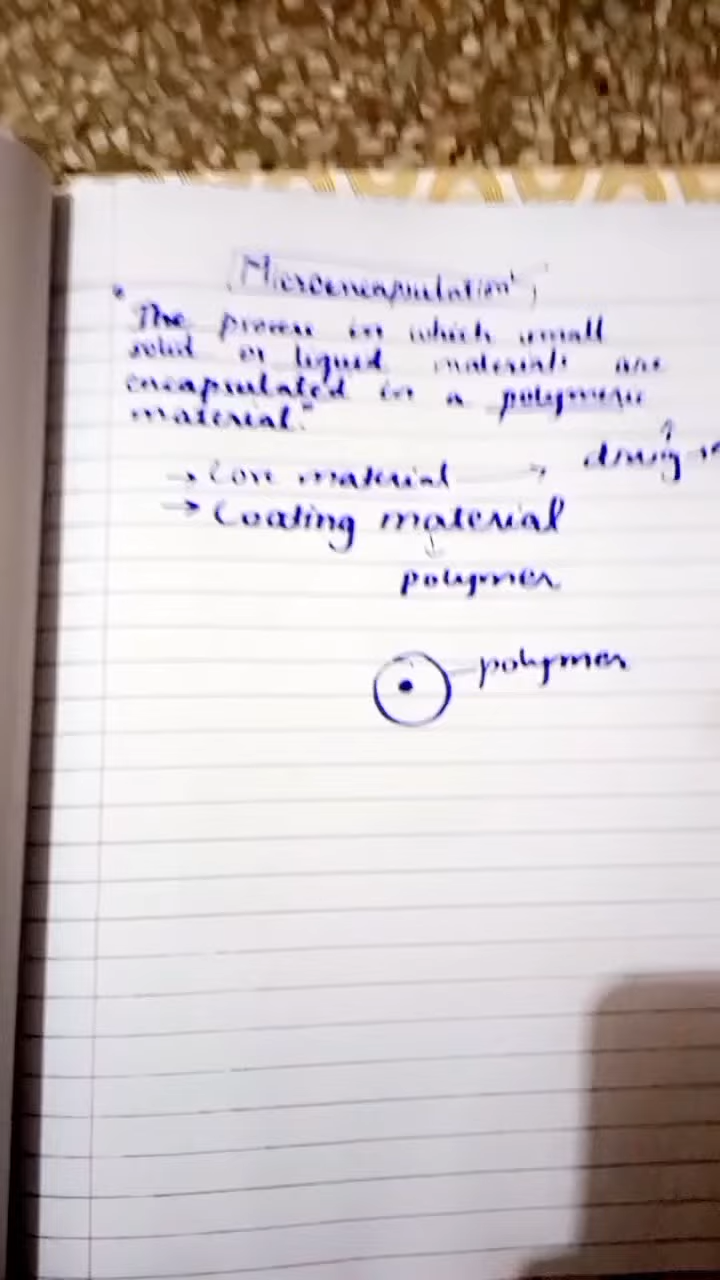 Microencapsulation
"The process in which small
solid or liquid materials are
encapsulated in a polymeric
material."
→ Core material → drug
→ Coating material
↓
polymer
polymer